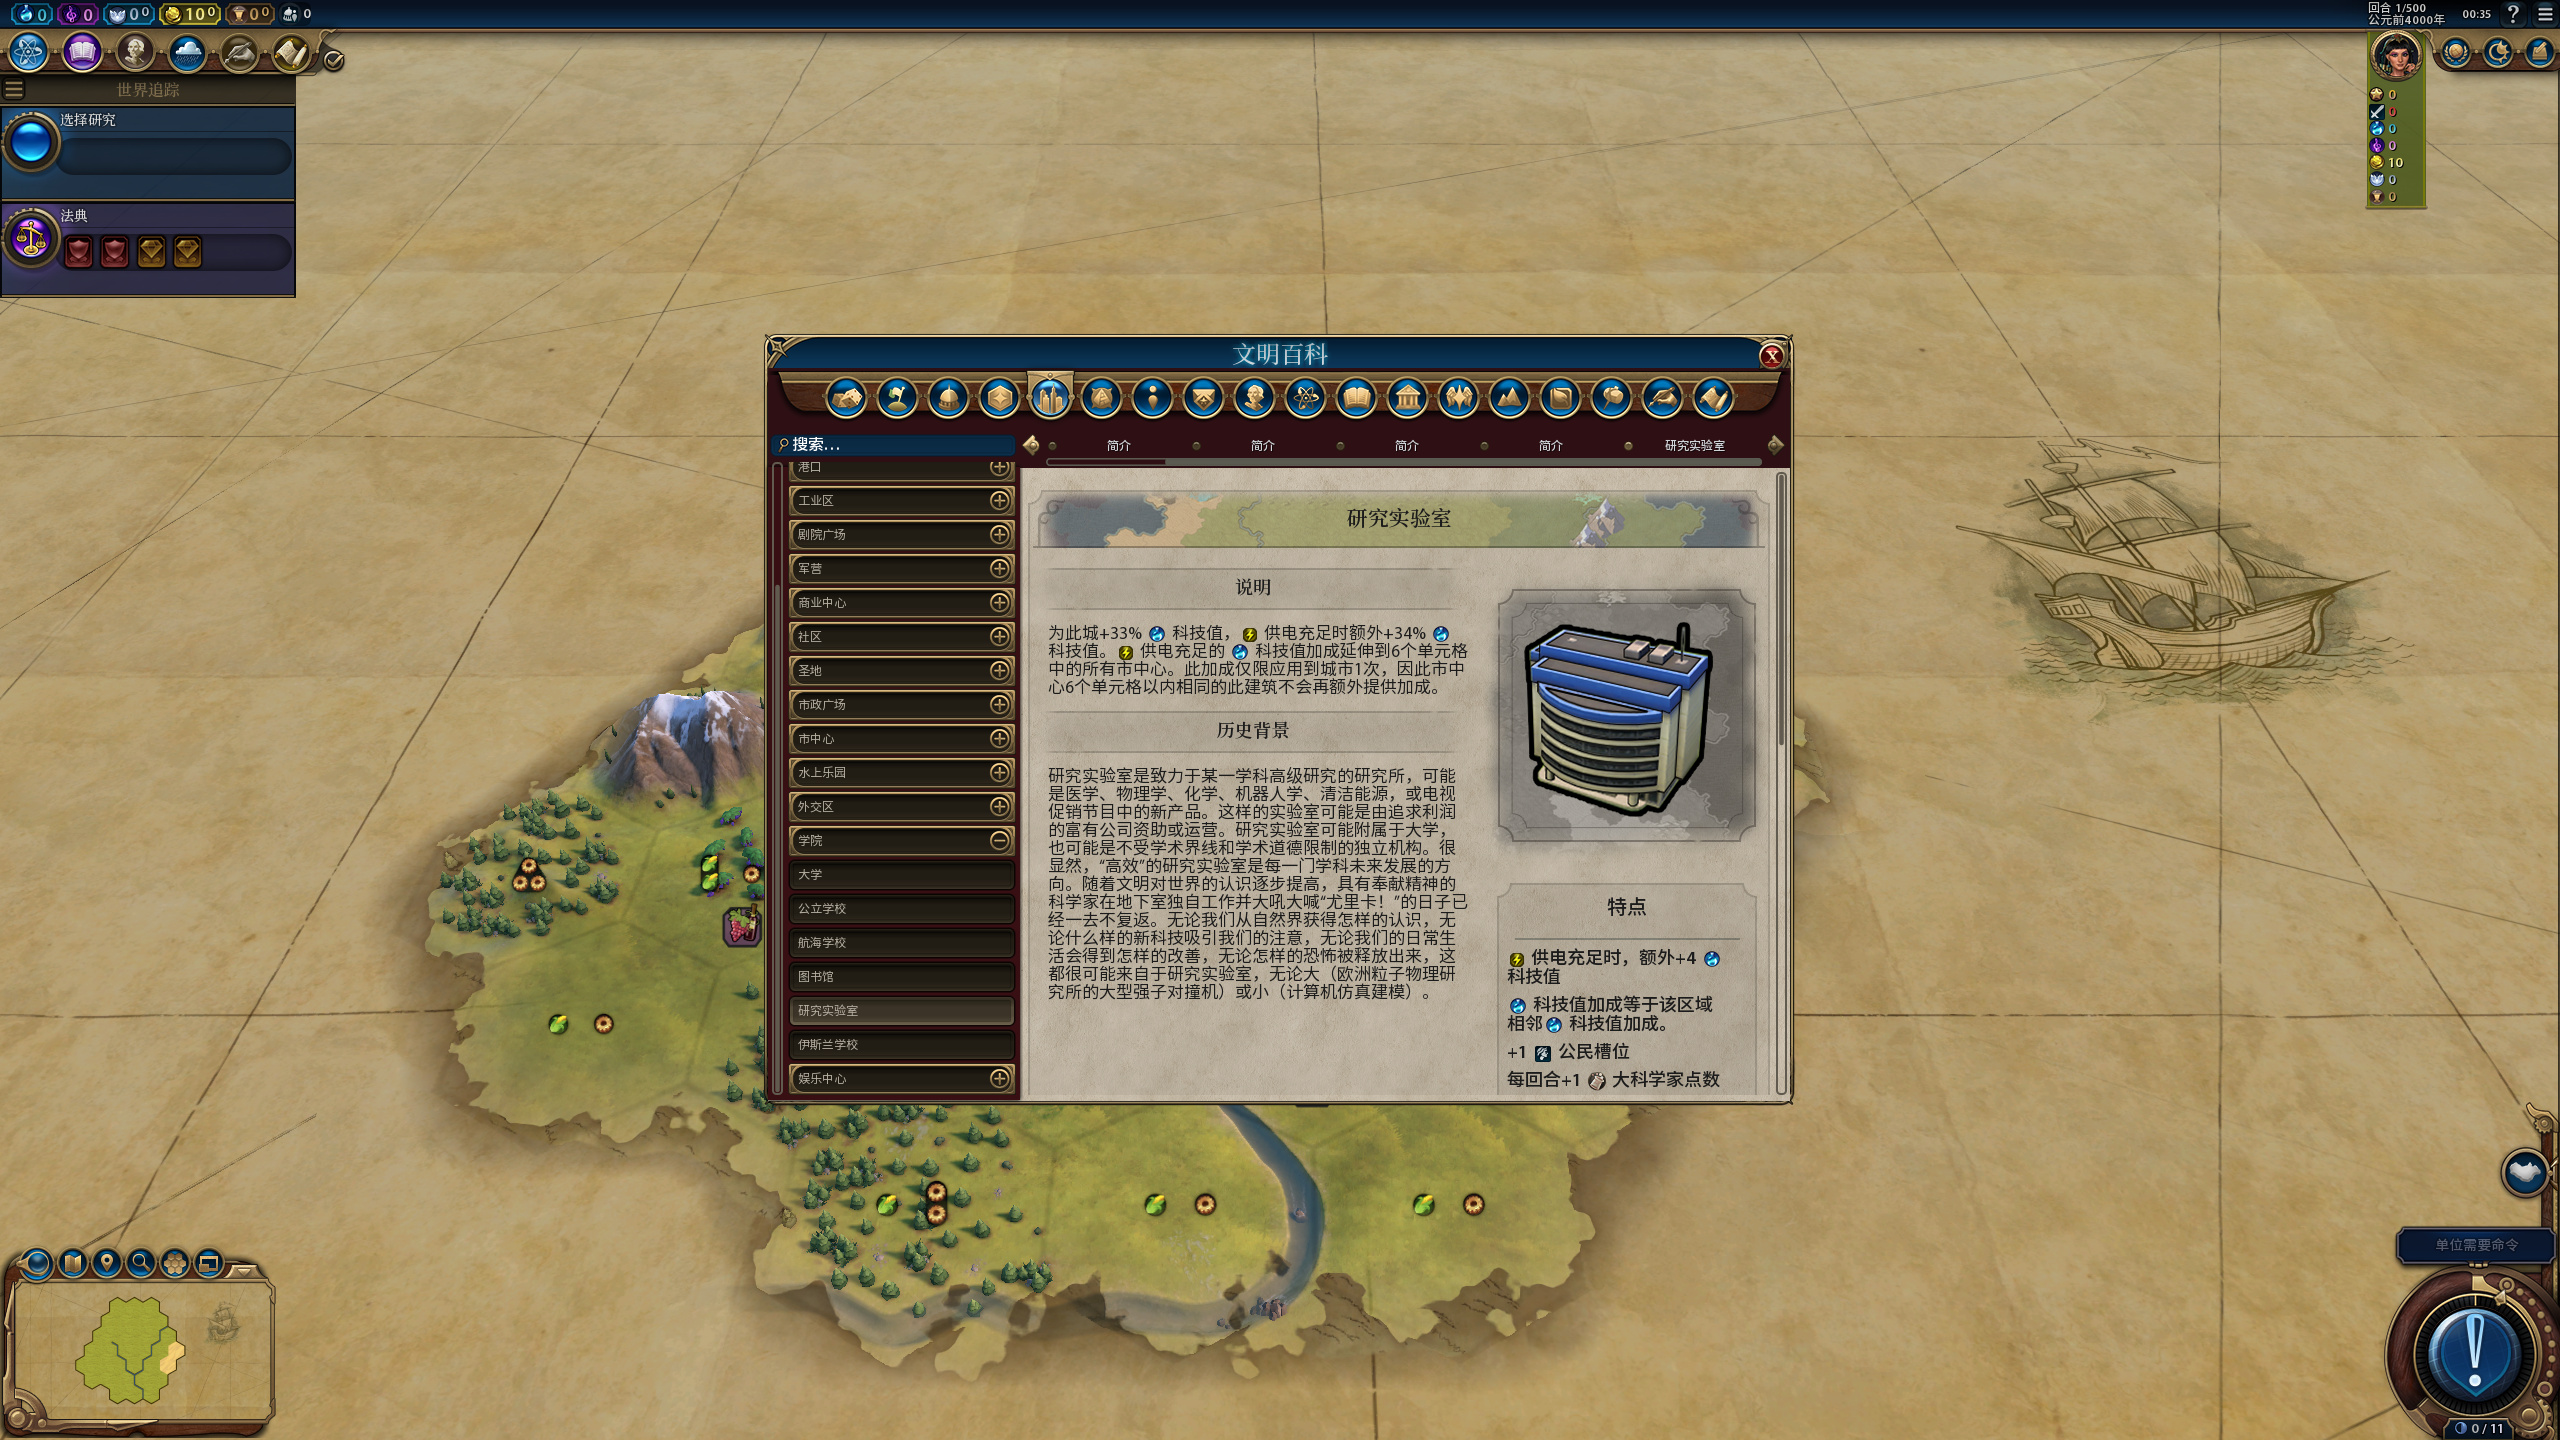 0 0 0 0 10 0 0 0 0
回合 1/500
公元前4000年
00:35
?
世界追踪
选择研究
法典
0
0
0
0
10
0
0
文明百科
X
搜索...
简介 简介 简介 简介 研究实验室
港口
工业区
剧院广场
军营
商业中心
社区
圣地
市政广场
市中心
水上乐园
外交区
学院
大学
公立学校
航海学校
图书馆
研究实验室
伊斯兰学校
娱乐中心
研究实验室
说明
为此城+33% 科技值， 供电充足时额外+34%
科技值。 供电充足的 科技值加成延伸到6个单元格
中的所有市中心。此加成仅限应用到城市1次，因此市中
心6个单元格以内相同的此建筑不会再额外提供加成。
历史背景
研究实验室是致力于某一学科高级研究的研究所，可能
是医学、物理学、化学、机器人学、清洁能源，或电视
促销节目中的新产品。这样的实验室可能是由追求利润
的富有公司资助或运营。研究实验室可能附属于大学，
也可能是不受学术界线和学术道德限制的独立机构。很
显然，“高效”的研究实验室是每一门学科未来发展的方
向。随着文明对世界的认识逐步提高，具有奉献精神的
科学家在地下室独自工作并大吼大喊“尤里卡！”的日子已
经一去不复返。无论我们从自然界获得怎样的认识，无
论什么样的新科技吸引我们的注意，无论我们的日常生
活会得到怎样的改善，无论怎样的恐怖被释放出来，这
都很可能来自于研究实验室，无论大（欧洲粒子物理研
究所的大型强子对撞机）或小（计算机仿真建模）。
特点
供电充足时，额外+4
科技值
科技值加成等于该区域
相邻 科技值加成。
+1 公民槽位
每回合+1 大科学家点数
单位需要命令
0 / 11